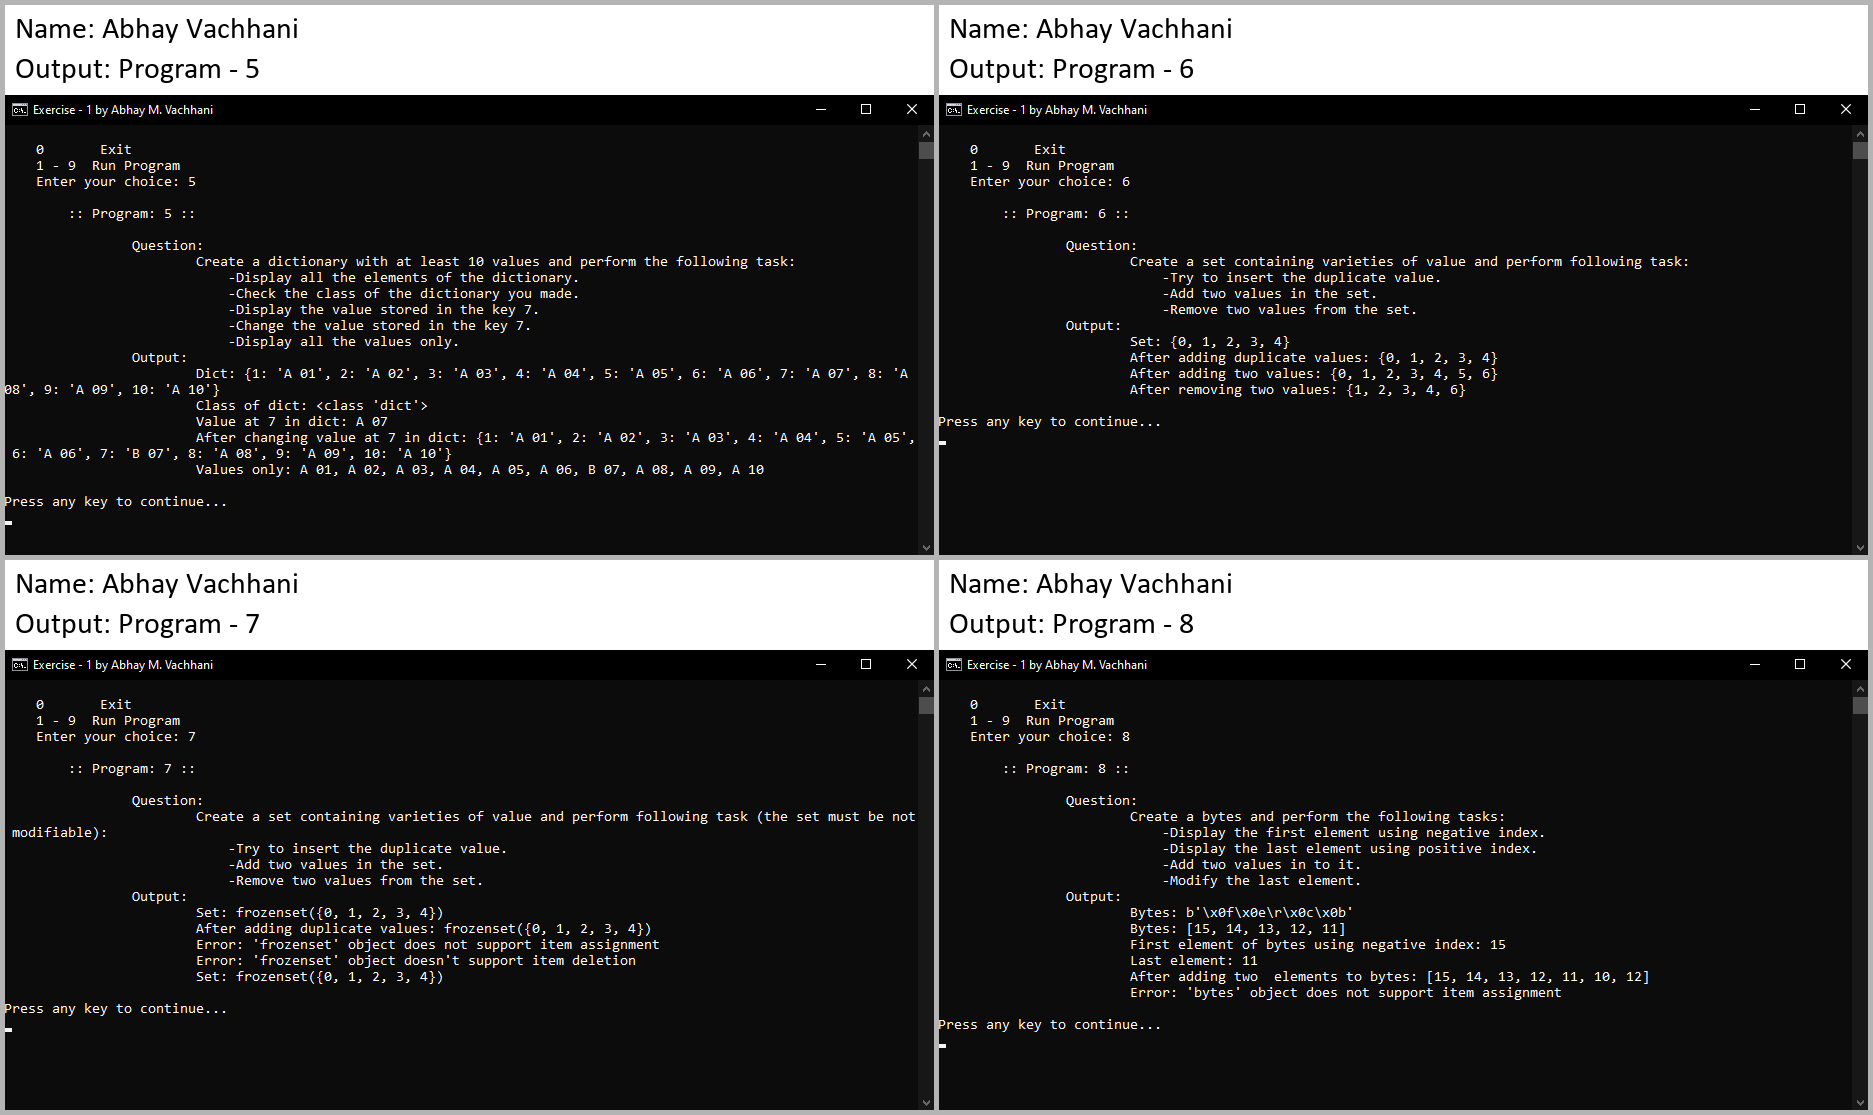 Name: Abhay Vachhani
Output: Program - 5
Exercise - 1 by Abhay M. Vachhani
0 Exit
1 - 9 Run Program
Enter your choice: 5
:: Program: 5 ::
Question:
Create a dictionary with at least 10 values and perform the following task:
-Display all the elements of the dictionary.
-Check the class of the dictionary you made.
-Display the value stored in the key 7.
-Change the value stored in the key 7.
-Display all the values only.
Output:
Dict: {1: 'A 01', 2: 'A 02', 3: 'A 03', 4: 'A 04', 5: 'A 05', 6: 'A 06', 7: 'A 07', 8: 'A
08', 9: 'A 09', 10: 'A 10'}
Class of dict: <class 'dict'>
Value at 7 in dict: A 07
After changing value at 7 in dict: {1: 'A 01', 2: 'A 02', 3: 'A 03', 4: 'A 04', 5: 'A 05',
6: 'A 06', 7: 'B 07', 8: 'A 08', 9: 'A 09', 10: 'A 10'}
Values only: A 01, A 02, A 03, A 04, A 05, A 06, B 07, A 08, A 09, A 10
Press any key to continue...
Name: Abhay Vachhani
Output: Program - 6
Exercise - 1 by Abhay M. Vachhani
0 Exit
1 - 9 Run Program
Enter your choice: 6
:: Program: 6 ::
Question:
Create a set containing varieties of value and perform following task:
-Try to insert the duplicate value.
-Add two values in the set.
-Remove two values from the set.
Output:
Set: {0, 1, 2, 3, 4}
After adding duplicate values: {0, 1, 2, 3, 4}
After adding two values: {0, 1, 2, 3, 4, 5, 6}
After removing two values: {1, 2, 3, 4, 6}
Press any key to continue...
Name: Abhay Vachhani
Output: Program - 7
Exercise - 1 by Abhay M. Vachhani
0 Exit
1 - 9 Run Program
Enter your choice: 7
:: Program: 7 ::
Question:
Create a set containing varieties of value and perform following task (the set must be not
modifiable):
-Try to insert the duplicate value.
-Add two values in the set.
-Remove two values from the set.
Output:
Set: frozenset({0, 1, 2, 3, 4})
After adding duplicate values: frozenset({0, 1, 2, 3, 4})
Error: 'frozenset' object does not support item assignment
Error: 'frozenset' object doesn't support item deletion
Set: frozenset({0, 1, 2, 3, 4})
Press any key to continue...
Name: Abhay Vachhani
Output: Program - 8
Exercise - 1 by Abhay M. Vachhani
0 Exit
1 - 9 Run Program
Enter your choice: 8
:: Program: 8 ::
Question:
Create a bytes and perform the following tasks:
-Display the first element using negative index.
-Display the last element using positive index.
-Add two values in to it.
-Modify the last element.
Output:
Bytes: b'\x0f\x0e\r\x0c\x0b'
Bytes: [15, 14, 13, 12, 11]
First element of bytes using negative index: 15
Last element: 11
After adding two  elements to bytes: [15, 14, 13, 12, 11, 10, 12]
Error: 'bytes' object does not support item assignment
Press any key to continue...